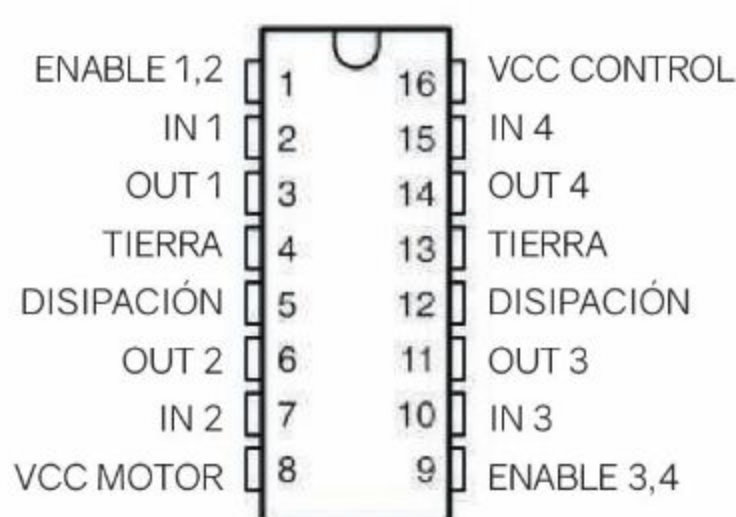 ENABLE 1,2 1 16 VCC CONTROL
IN 1 2 15 IN 4
OUT 1 3 14 OUT 4
TIERRA 4 13 TIERRA
DISIPACIÓN 5 12 DISIPACIÓN
OUT 2 6 11 OUT 3
IN 2 7 10 IN 3
VCC MOTOR 8 9 ENABLE 3,4